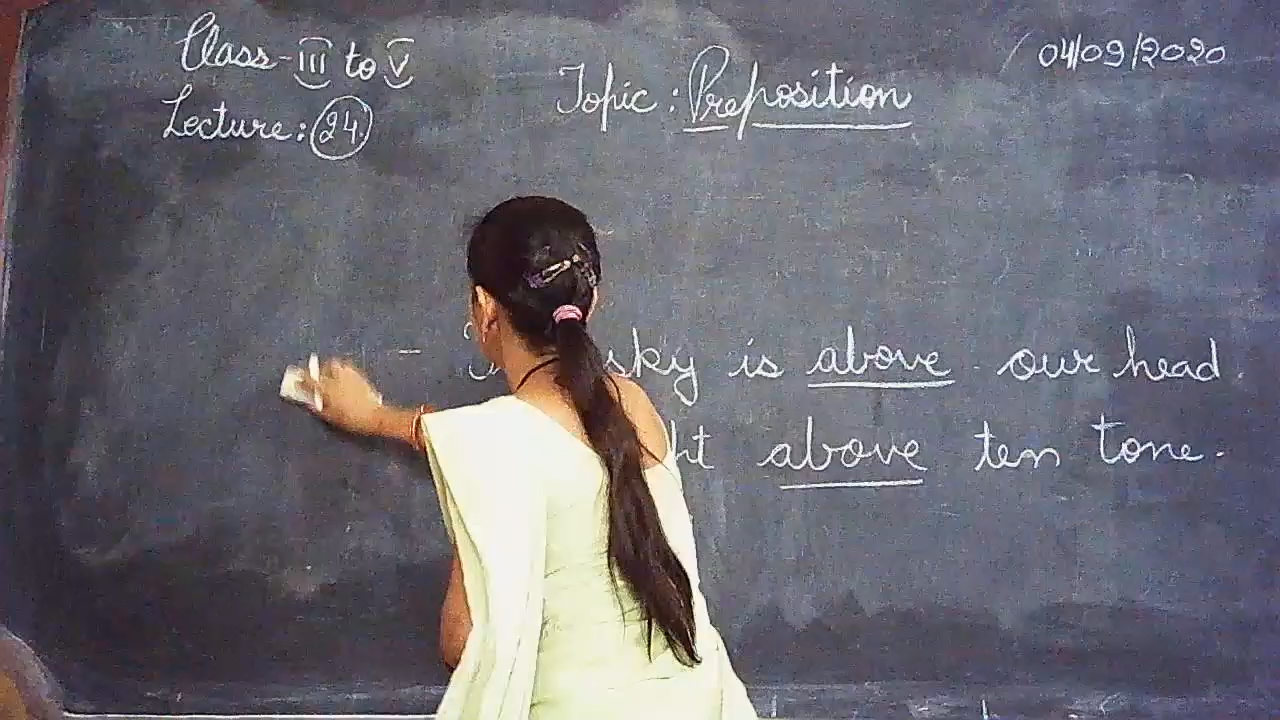 Class-III to V
Lecture: 24.
Topic: Preposition
04/09/2020
- sky is above our head.
above ten tone.